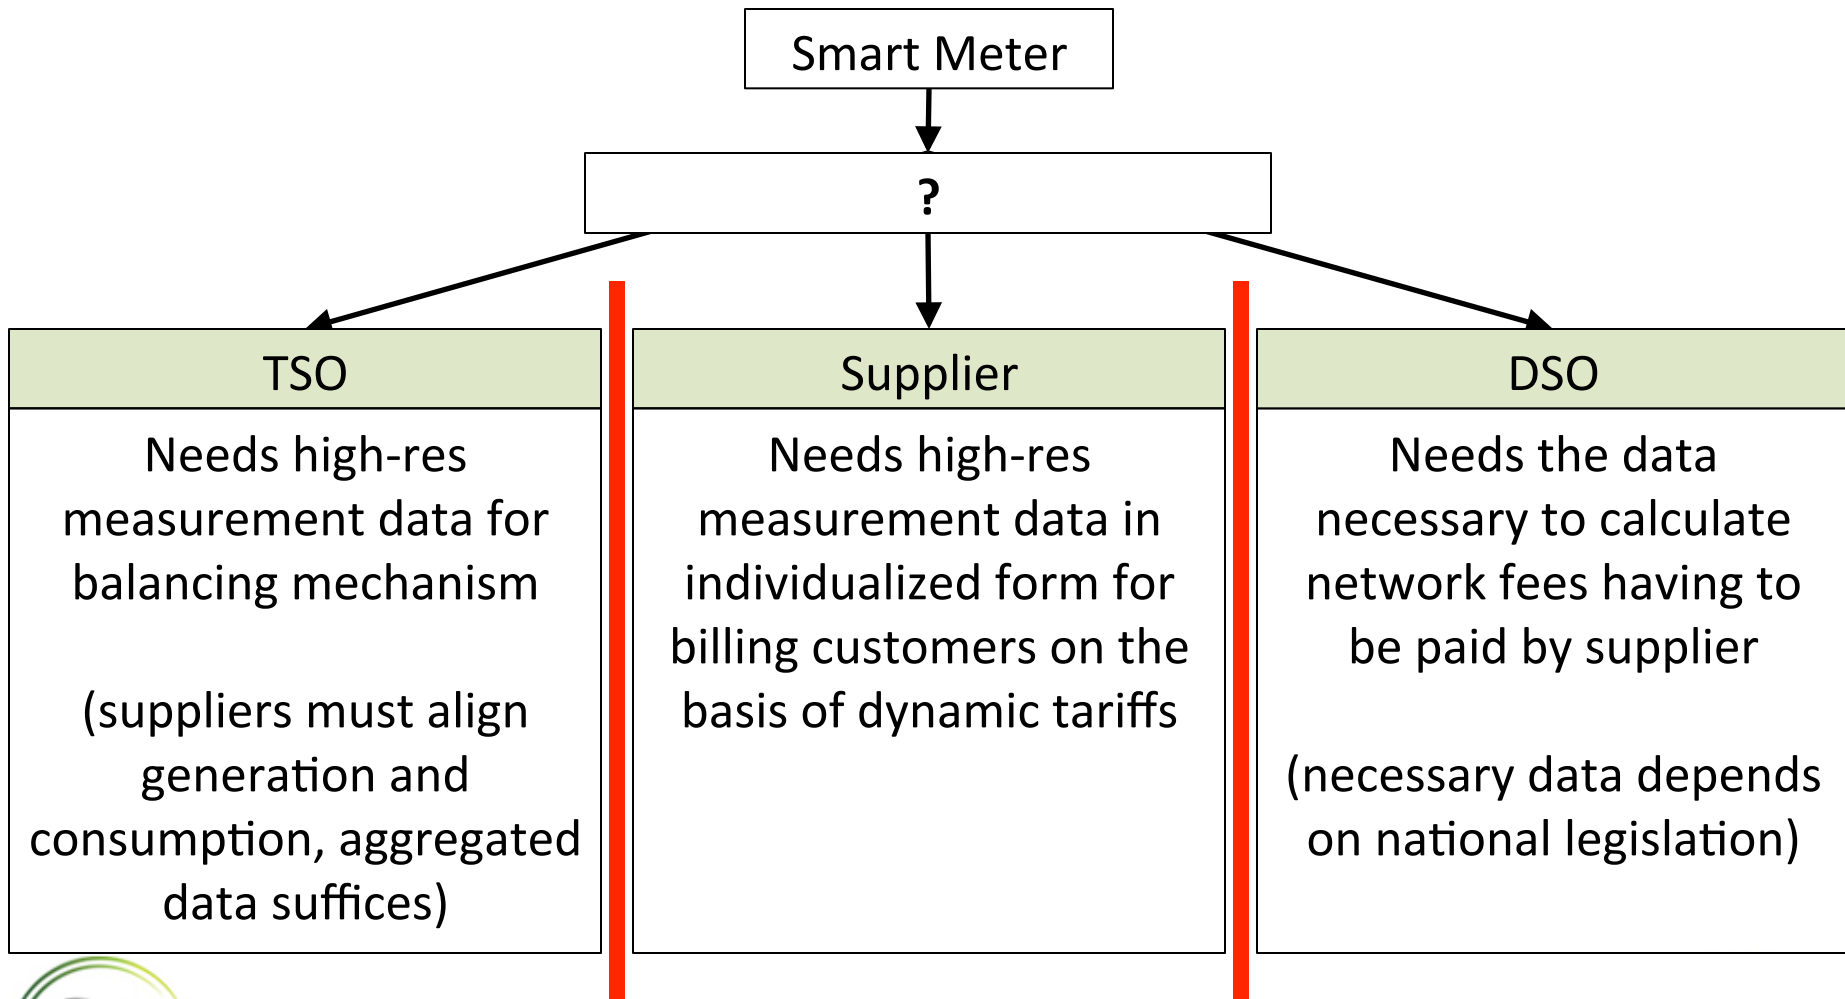 Smart Meter
?
TSO
Needs high-res
measurement data for
balancing mechanism
(suppliers must align
generation and
consumption, aggregated
data suffices)
Supplier
Needs high-res
measurement data in
individualized form for
billing customers on the
basis of dynamic tariffs
DSO
Needs the data
necessary to calculate
network fees having to
be paid by supplier
(necessary data depends
on national legislation)